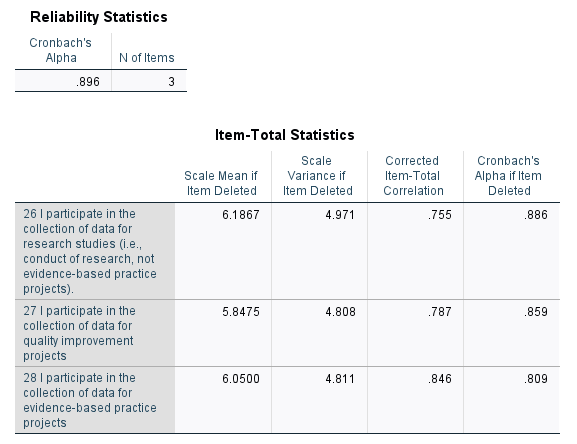 Reliability Statistics
Cronbach's
Alpha
N of Items
.896
3
Item-Total Statistics
Scale Mean if
Item Deleted
Scale
Variance if
Item Deleted
Corrected
Item-Total
Correlation
Cronbach's
Alpha if Item
Deleted
26 I participate in the
collection of data for
research studies (i.e.,
conduct of research, not
evidence-based practice
projects).
6.1867
4.971
.755
.886
27 I participate in the
collection of data for
quality improvement
projects
5.8475
4.808
.787
.859
28 I participate in the
collection of data for
evidence-based practice
projects
6.0500
4.811
.846
.809